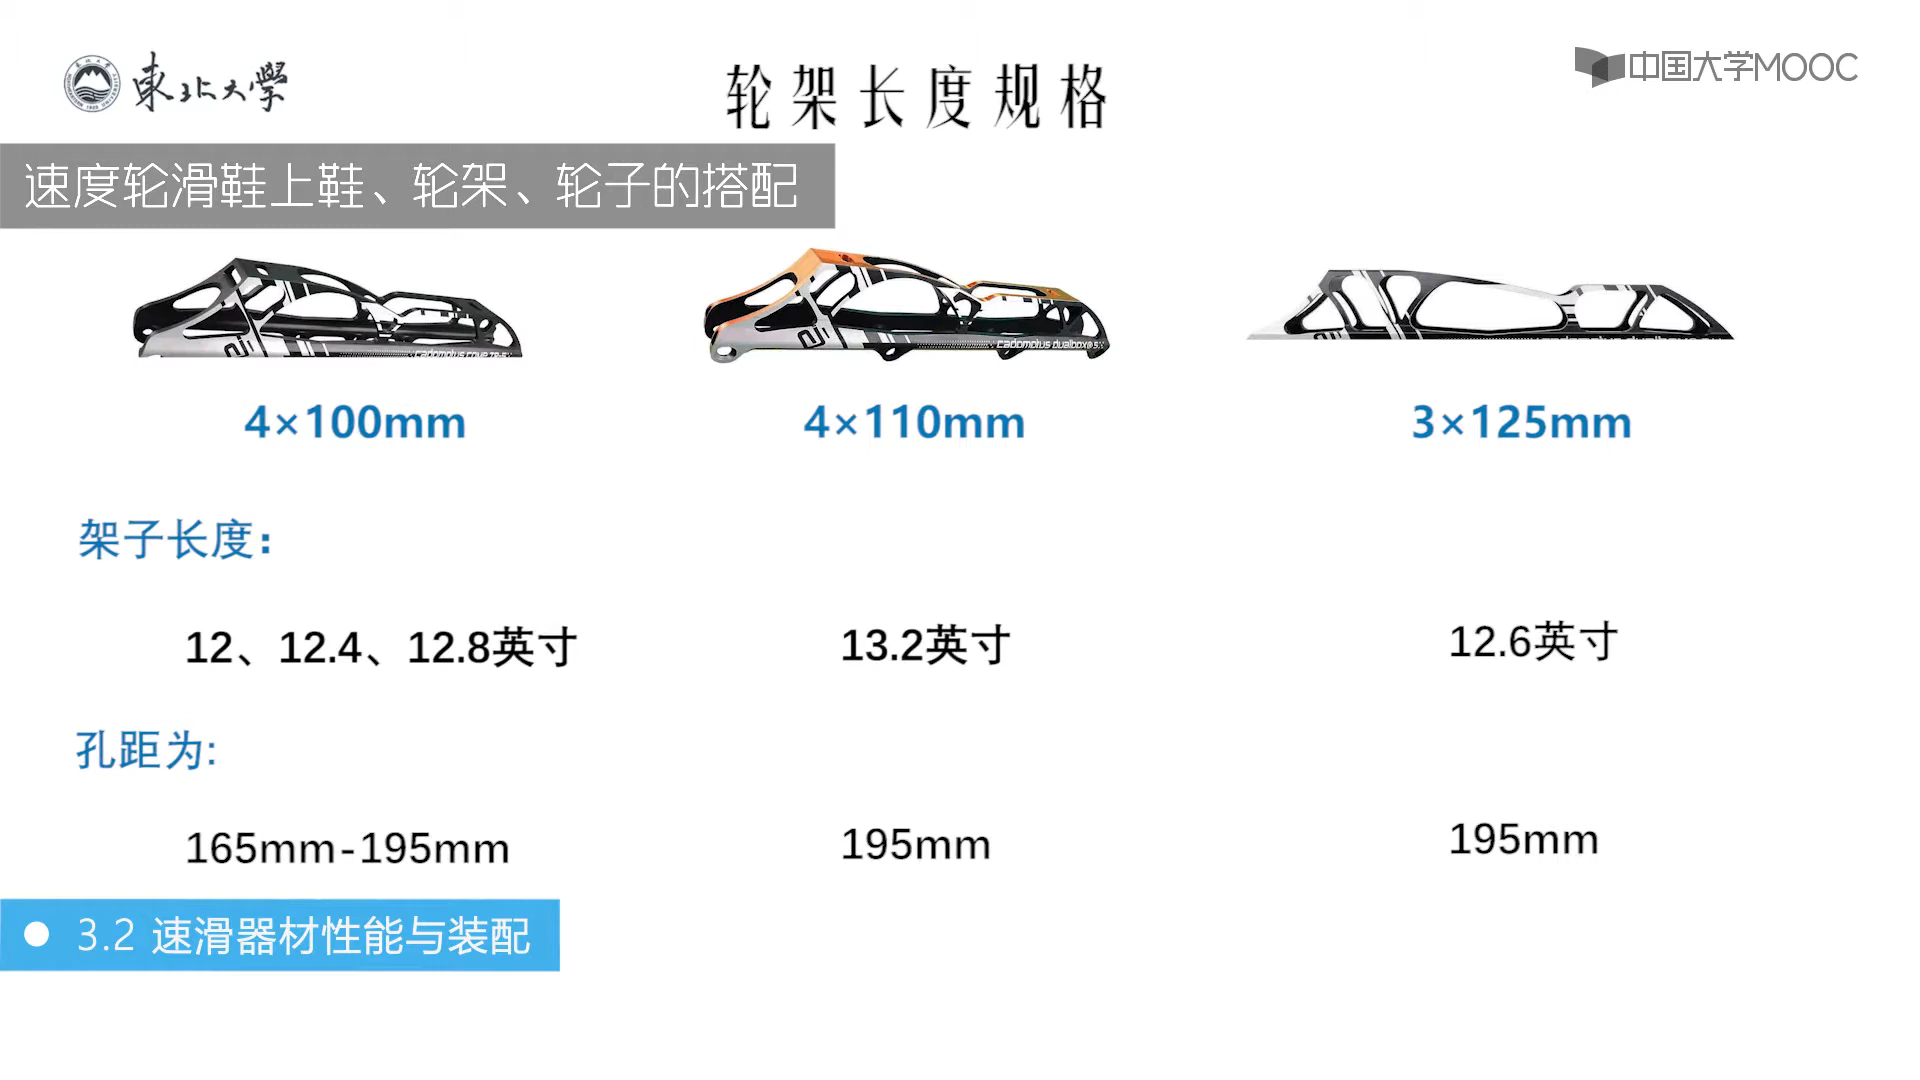 東北大學
轮架长度规格
中国大学MOOC
速度轮滑鞋上鞋、轮架、轮子的搭配
cadomotus dualbox
4×100mm
4×110mm
3×125mm
架子长度:
12、12.4、12.8英寸
13.2英寸
12.6英寸
孔距为:
165mm-195mm
195mm
195mm
3.2 速滑器材性能与装配